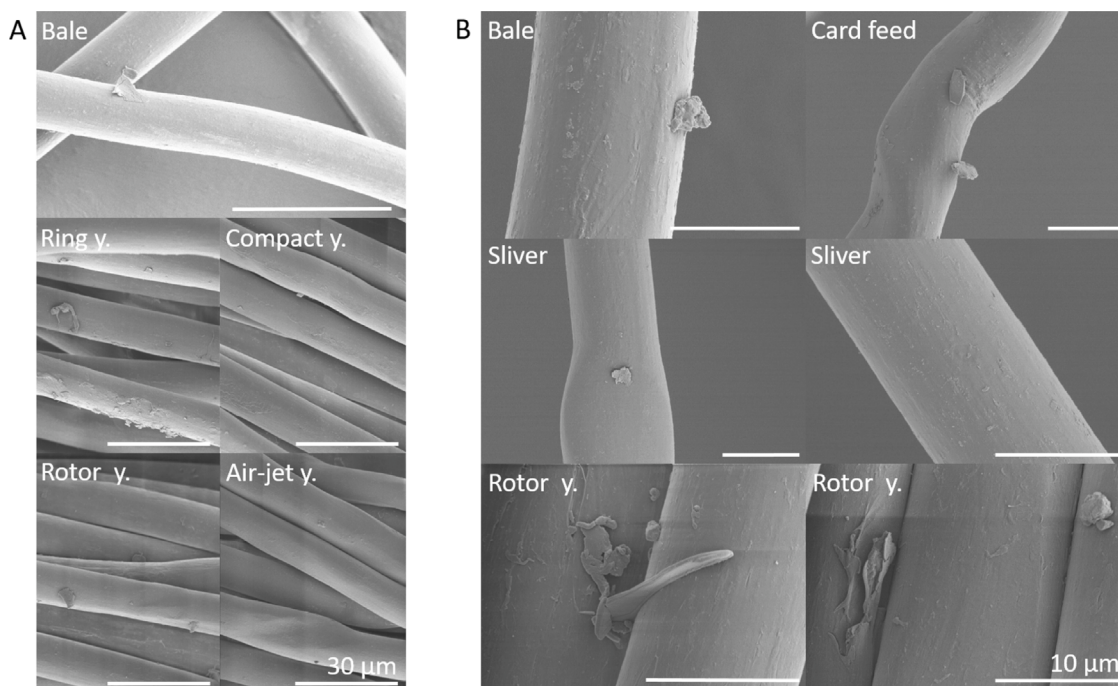 A
Bale
Ring y.
Compact y.
Rotor y.
Air-jet y.
30 µm
B
Bale
Card feed
Sliver
Sliver
Rotor y.
Rotor y.
10 µm